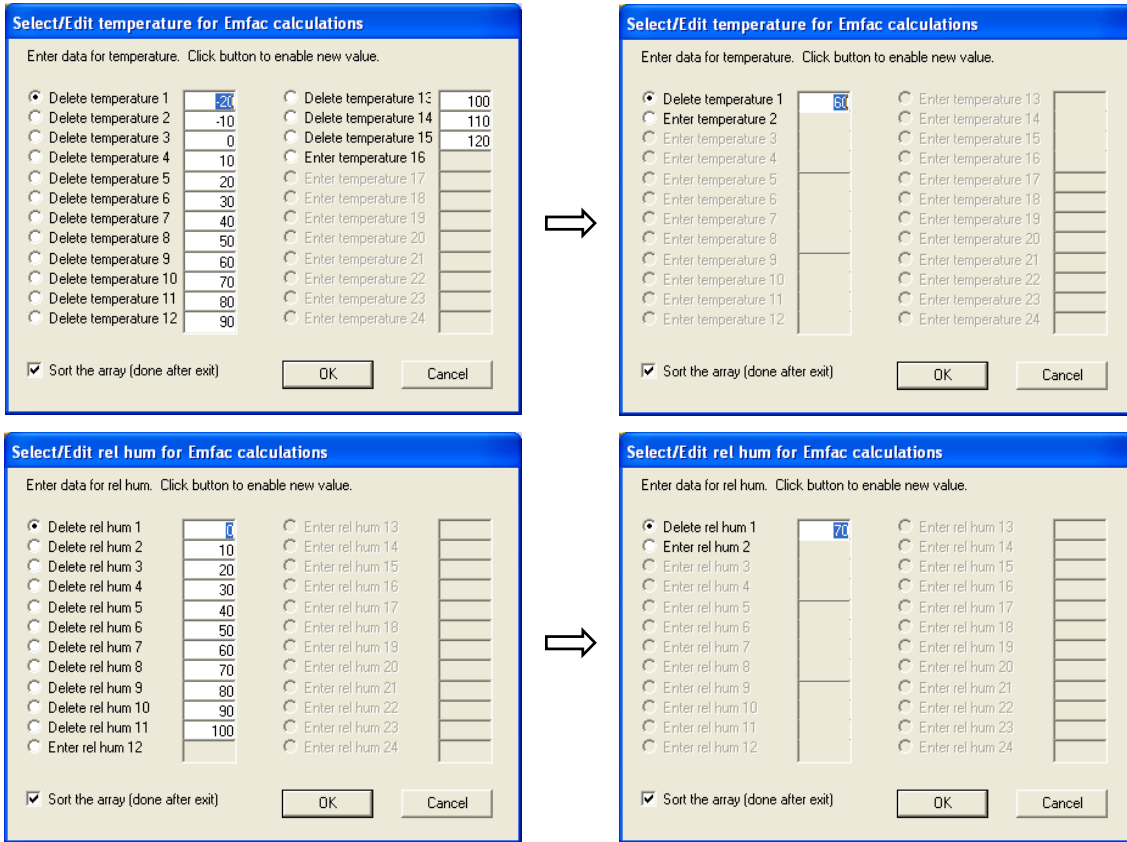 Select/Edit temperature for Emfac calculations
Enter data for temperature. Click button to enable new value.
Delete temperature 1 -20
Delete temperature 2 -10
Delete temperature 3 0
Delete temperature 4 10
Delete temperature 5 20
Delete temperature 6 30
Delete temperature 7 40
Delete temperature 8 50
Delete temperature 9 60
Delete temperature 10 70
Delete temperature 11 80
Delete temperature 12 90
Delete temperature 13 100
Delete temperature 14 110
Delete temperature 15 120
Enter temperature 16
Enter temperature 17
Enter temperature 18
Enter temperature 19
Enter temperature 20
Enter temperature 21
Enter temperature 22
Enter temperature 23
Enter temperature 24
Sort the array (done after exit)
OK
Cancel
Select/Edit temperature for Emfac calculations
Enter data for temperature. Click button to enable new value.
Delete temperature 1 60
Enter temperature 2
Enter temperature 3
Enter temperature 4
Enter temperature 5
Enter temperature 6
Enter temperature 7
Enter temperature 8
Enter temperature 9
Enter temperature 10
Enter temperature 11
Enter temperature 12
Enter temperature 13
Enter temperature 14
Enter temperature 15
Enter temperature 16
Enter temperature 17
Enter temperature 18
Enter temperature 19
Enter temperature 20
Enter temperature 21
Enter temperature 22
Enter temperature 23
Enter temperature 24
Sort the array (done after exit)
OK
Cancel
Select/Edit rel hum for Emfac calculations
Enter data for rel hum. Click button to enable new value.
Delete rel hum 1 0
Delete rel hum 2 10
Delete rel hum 3 20
Delete rel hum 4 30
Delete rel hum 5 40
Delete rel hum 6 50
Delete rel hum 7 60
Delete rel hum 8 70
Delete rel hum 9 80
Delete rel hum 10 90
Delete rel hum 11 100
Enter rel hum 12
Enter rel hum 13
Enter rel hum 14
Enter rel hum 15
Enter rel hum 16
Enter rel hum 17
Enter rel hum 18
Enter rel hum 19
Enter rel hum 20
Enter rel hum 21
Enter rel hum 22
Enter rel hum 23
Enter rel hum 24
Sort the array (done after exit)
OK
Cancel
Select/Edit rel hum for Emfac calculations
Enter data for rel hum. Click button to enable new value.
Delete rel hum 1 70
Enter rel hum 2
Enter rel hum 3
Enter rel hum 4
Enter rel hum 5
Enter rel hum 6
Enter rel hum 7
Enter rel hum 8
Enter rel hum 9
Enter rel hum 10
Enter rel hum 11
Enter rel hum 12
Enter rel hum 13
Enter rel hum 14
Enter rel hum 15
Enter rel hum 16
Enter rel hum 17
Enter rel hum 18
Enter rel hum 19
Enter rel hum 20
Enter rel hum 21
Enter rel hum 22
Enter rel hum 23
Enter rel hum 24
Sort the array (done after exit)
OK
Cancel